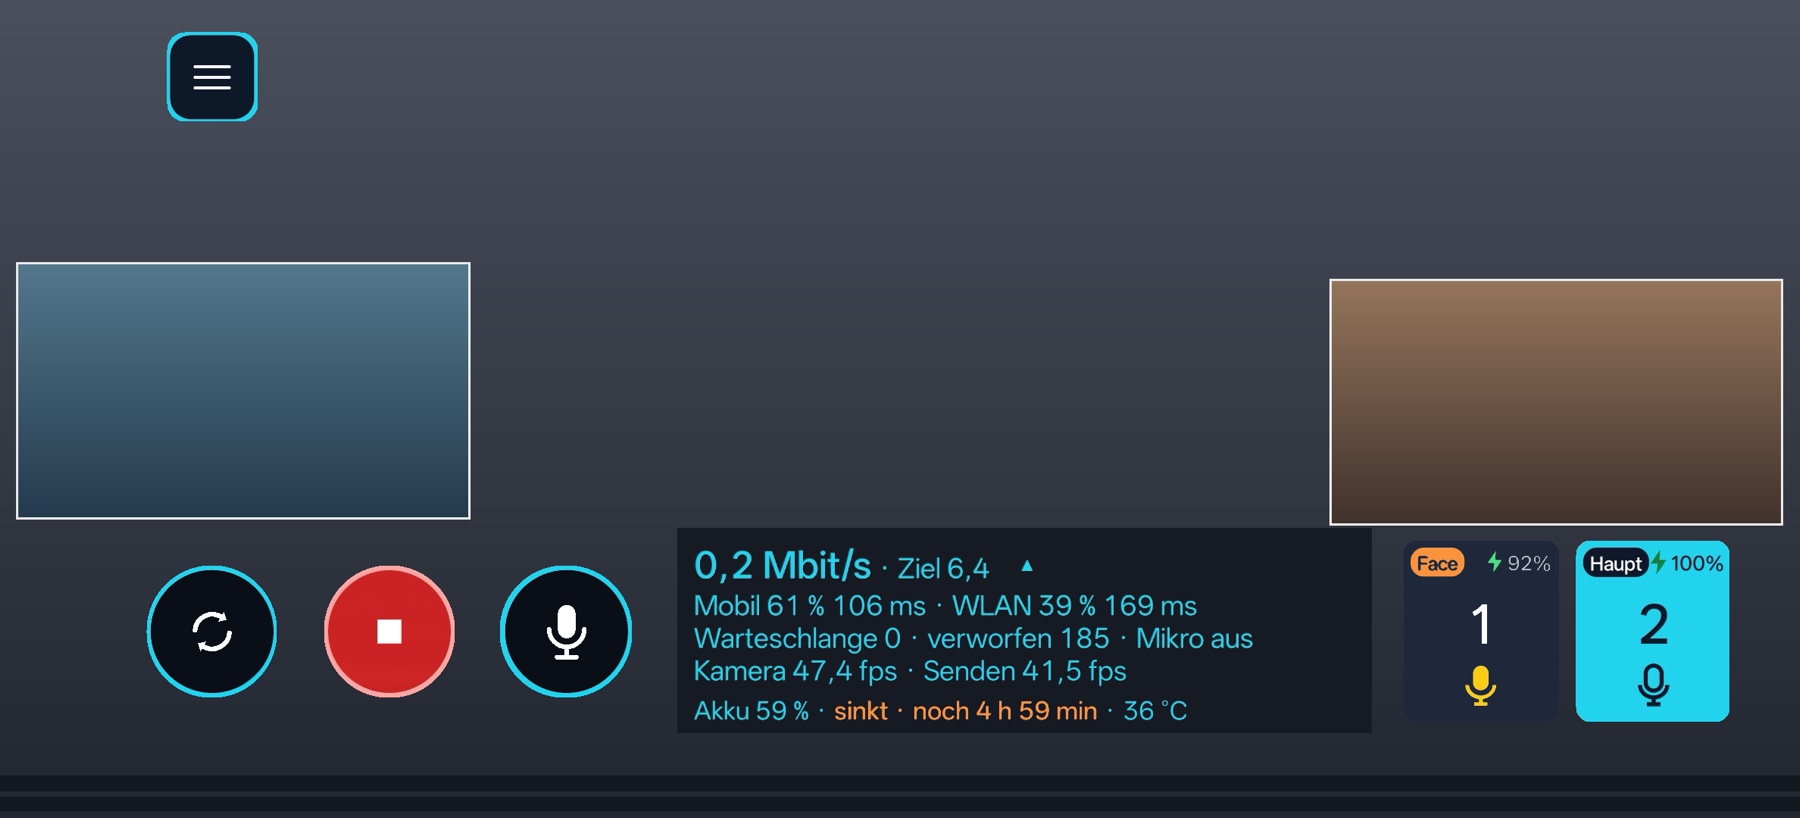 0,2 Mbit/s · Ziel 6,4 ▲
Mobil 61 % 106 ms · WLAN 39 % 169 ms
Warteschlange 0 · verworfen 185 · Mikro aus
Kamera 47,4 fps · Senden 41,5 fps
Akku 59 % · sinkt · noch 4 h 59 min · 36 °C
Face 92%
1
Haupt 100%
2